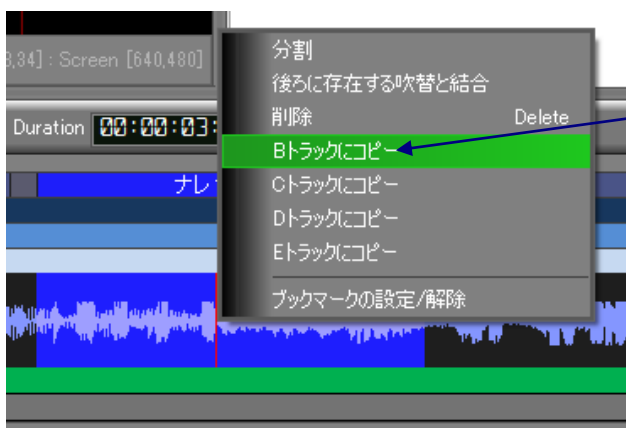 3,34] : Screen [640,480]
分割
後ろに存在する吹替と結合
削除 Delete
Duration 00:00:03:
Bトラックにコピー
ナレ
Cトラックにコピー
Dトラックにコピー
Eトラックにコピー
ブックマークの設定/解除